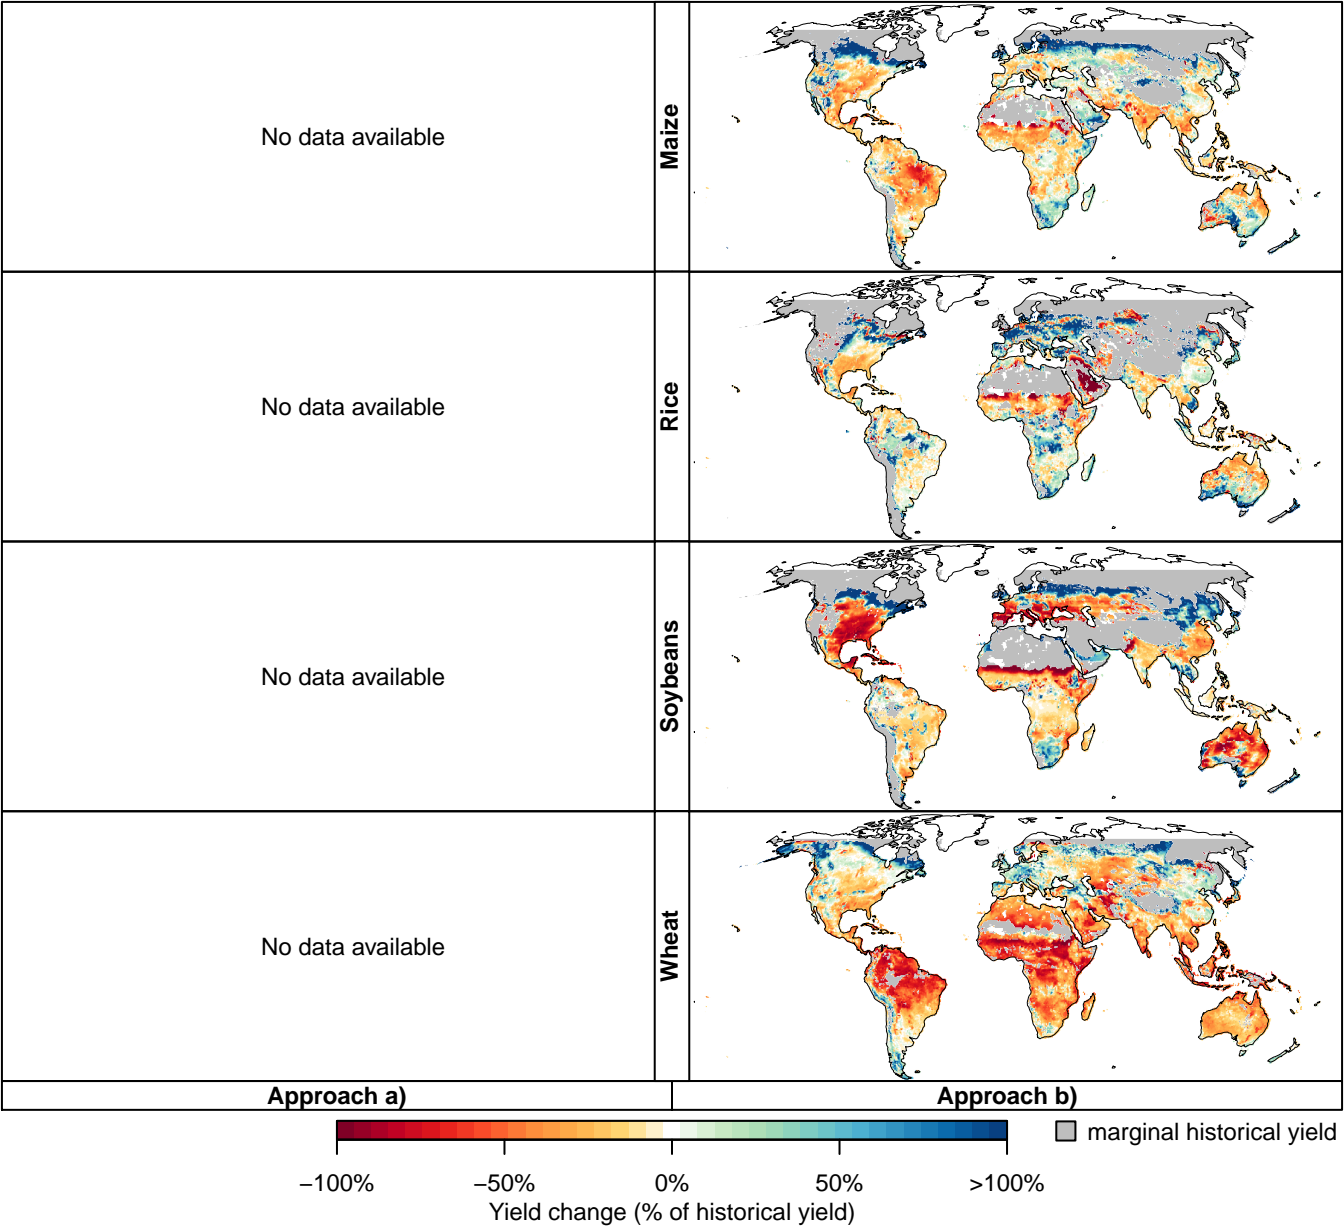 No data available
Maize
No data available
Rice
No data available
Soybeans
No data available
Wheat
Approach a)
Approach b)
marginal historical yield
−100%
−50%
0%
50%
>100%
Yield change (% of historical yield)